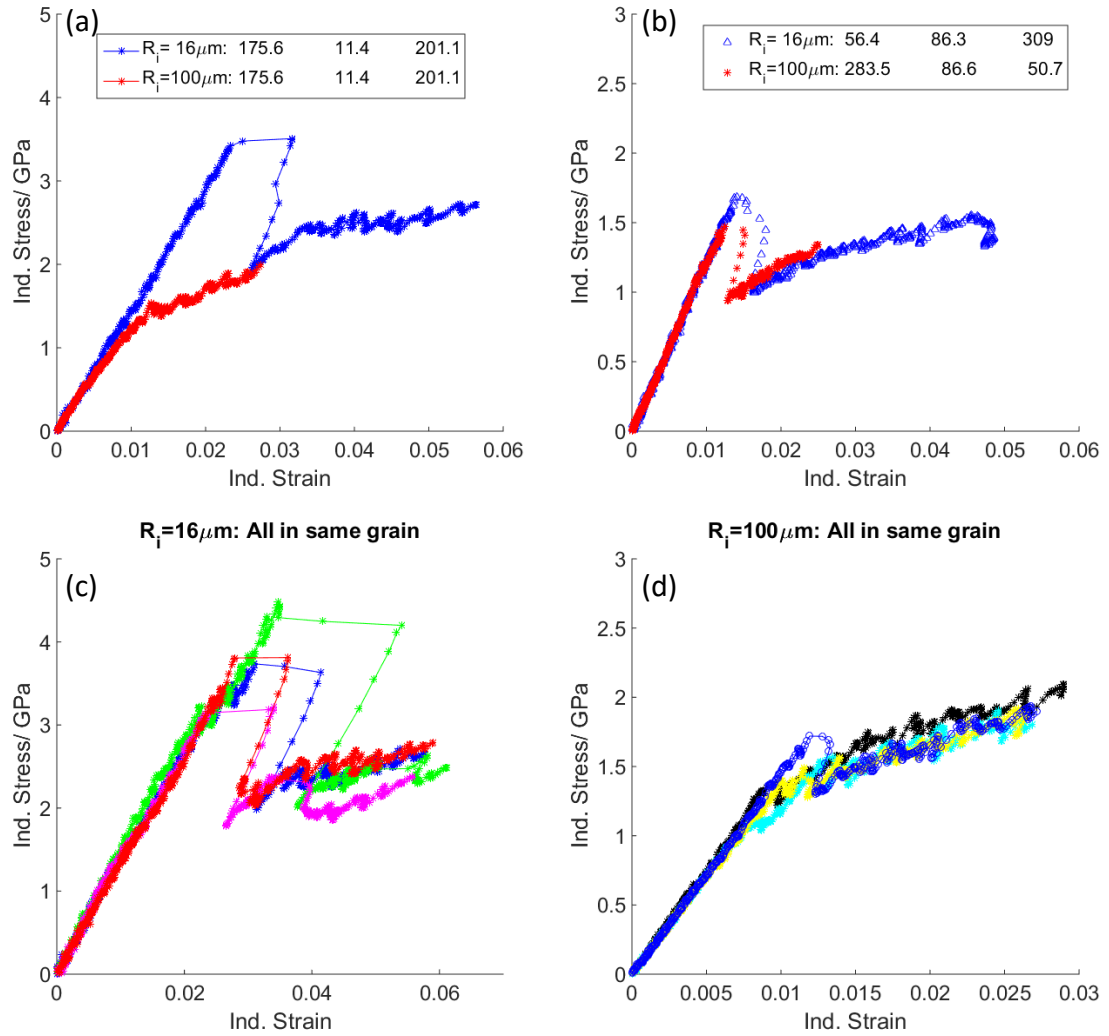 (a)
R_i= 16μm: 175.6 11.4 201.1
R_i=100μm: 175.6 11.4 201.1
5
4
3
2
1
0
Ind. Stress/ GPa
0 0.01 0.02 0.03 0.04 0.05 0.06
Ind. Strain
(b)
R_i= 16μm: 56.4 86.3 309
R_i=100μm: 283.5 86.6 50.7
3
2.5
2
1.5
1
0.5
0
Ind. Stress/ GPa
0 0.01 0.02 0.03 0.04 0.05 0.06
Ind. Strain
R_i=16μm: All in same grain
(c)
5
4
3
2
1
0
Ind. Stress/ GPa
0 0.02 0.04 0.06
Ind. Strain
R_i=100μm: All in same grain
(d)
3
2.5
2
1.5
1
0.5
0
Ind. Stress/ GPa
0 0.005 0.01 0.015 0.02 0.025 0.03
Ind. Strain